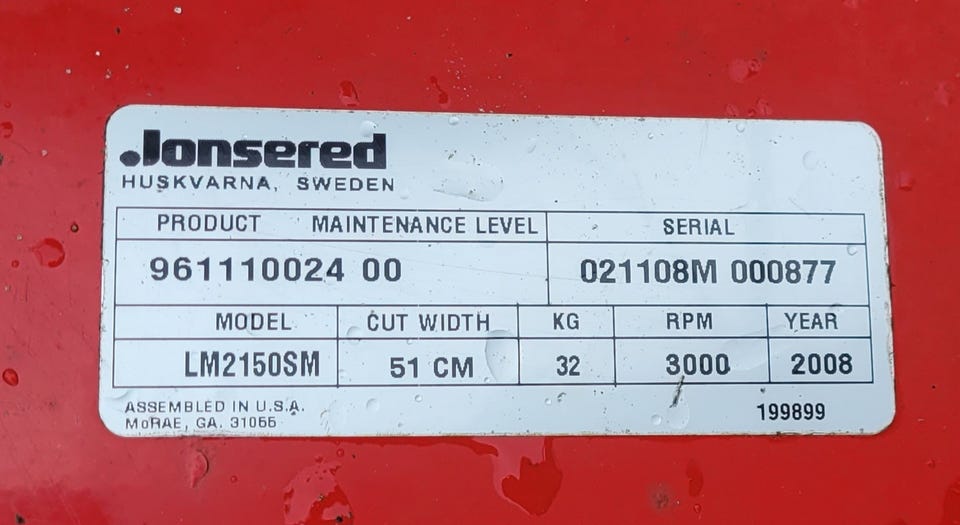 Jonsered
HUSKVARNA, SWEDEN
PRODUCT MAINTENANCE LEVEL SERIAL
961110024 00 021108M 000877
MODEL CUT WIDTH KG RPM YEAR
LM2150SM 51 CM 32 3000 2008
ASSEMBLED IN U.S.A.
McRAE, GA. 31055 199899